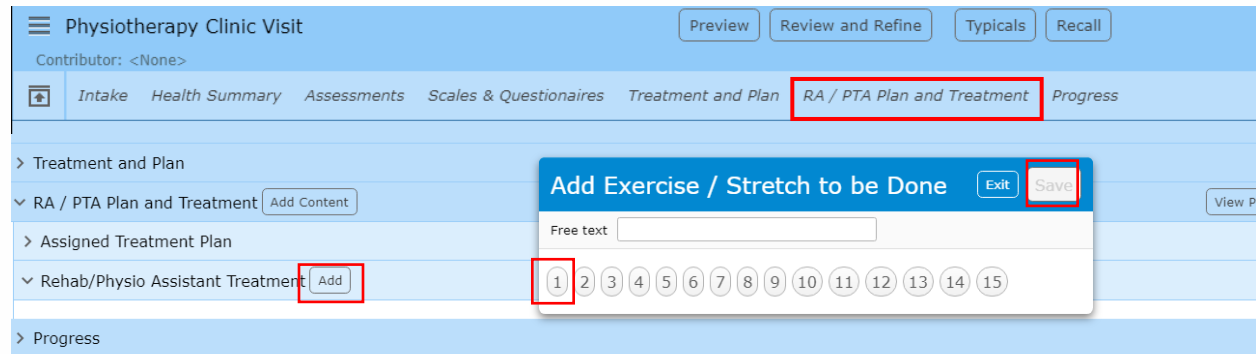 Physiotherapy Clinic Visit Preview Review and Refine Typicals Recall
Contributor: <None>
Intake Health Summary Assessments Scales & Questionaires Treatment and Plan RA / PTA Plan and Treatment Progress
Treatment and Plan
Add Exercise / Stretch to be Done Exit Save
RA / PTA Plan and Treatment Add Content View P
Free text
Assigned Treatment Plan
Rehab/Physio Assistant Treatment Add
1 2 3 4 5 6 7 8 9 10 11 12 13 14 15
Progress